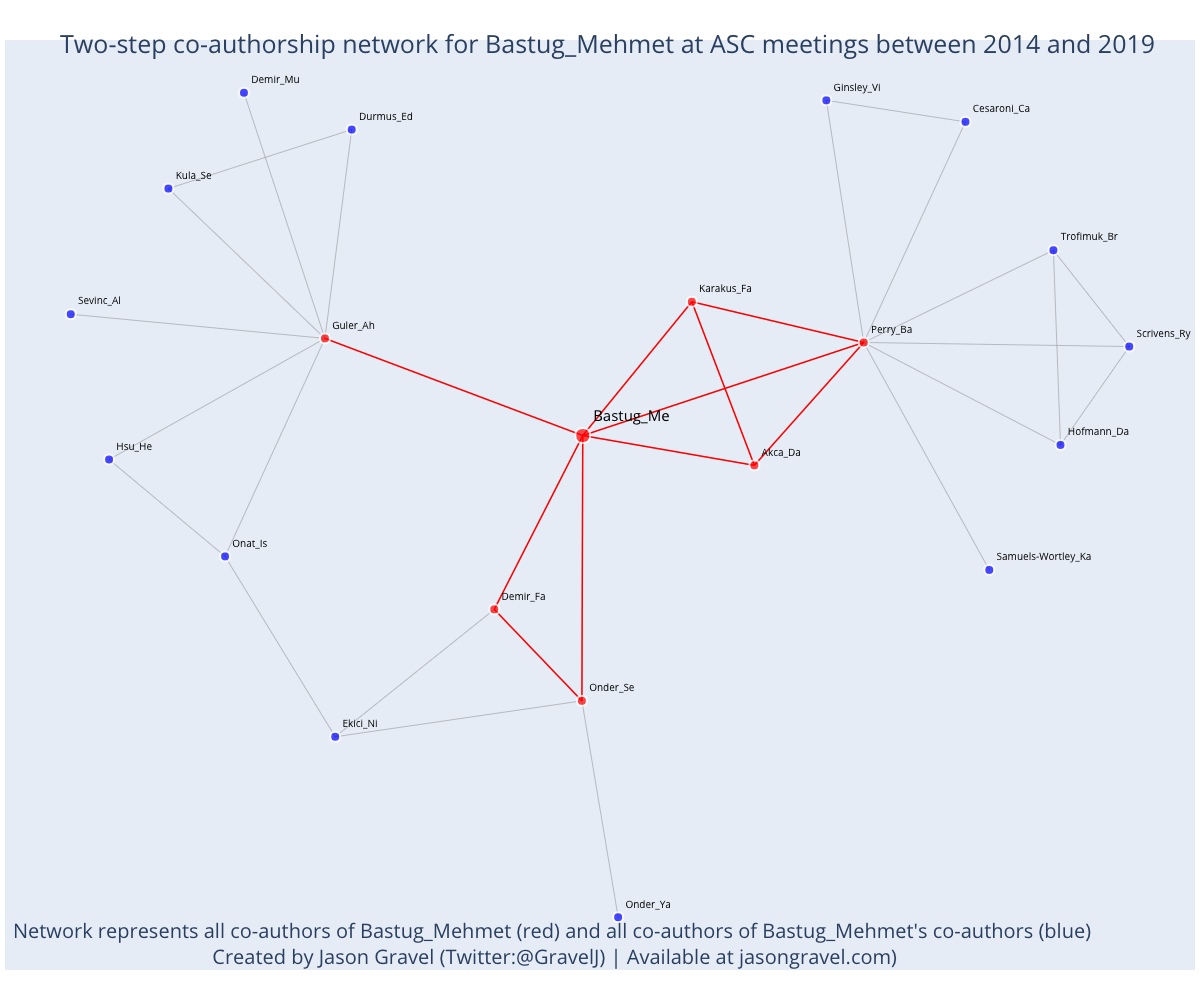 Two-step co-authorship network for Bastug_Mehmet at ASC meetings between 2014 and 2019
Demir_Mu
Ginsley_Vi
Cesaroni_Ca
Durmus_Ed
Kula_Se
Trofimuk_Br
Karakus_Fa
Sevinc_Al
Guler_Ah
Perry_Ba
Scrivens_Ry
Bastug_Me
Hofmann_Da
Hsu_He
Akca_Da
Onat_Is
Samuels-Wortley_Ka
Demir_Fa
Onder_Se
Ekici_Ni
Onder_Ya
Network represents all co-authors of Bastug_Mehmet (red) and all co-authors of Bastug_Mehmet's co-authors (blue)
Created by Jason Gravel (Twitter:@GravelJ) | Available at jasongravel.com)